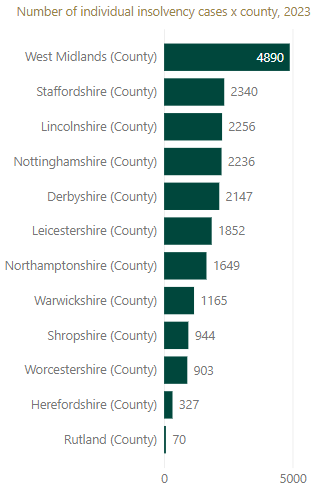 Number of individual insolvency cases x county, 2023
West Midlands (County) 4890
Staffordshire (County) 2340
Lincolnshire (County) 2256
Nottinghamshire (County) 2236
Derbyshire (County) 2147
Leicestershire (County) 1852
Northamptonshire (County) 1649
Warwickshire (County) 1165
Shropshire (County) 944
Worcestershire (County) 903
Herefordshire (County) 327
Rutland (County) 70
0 5000